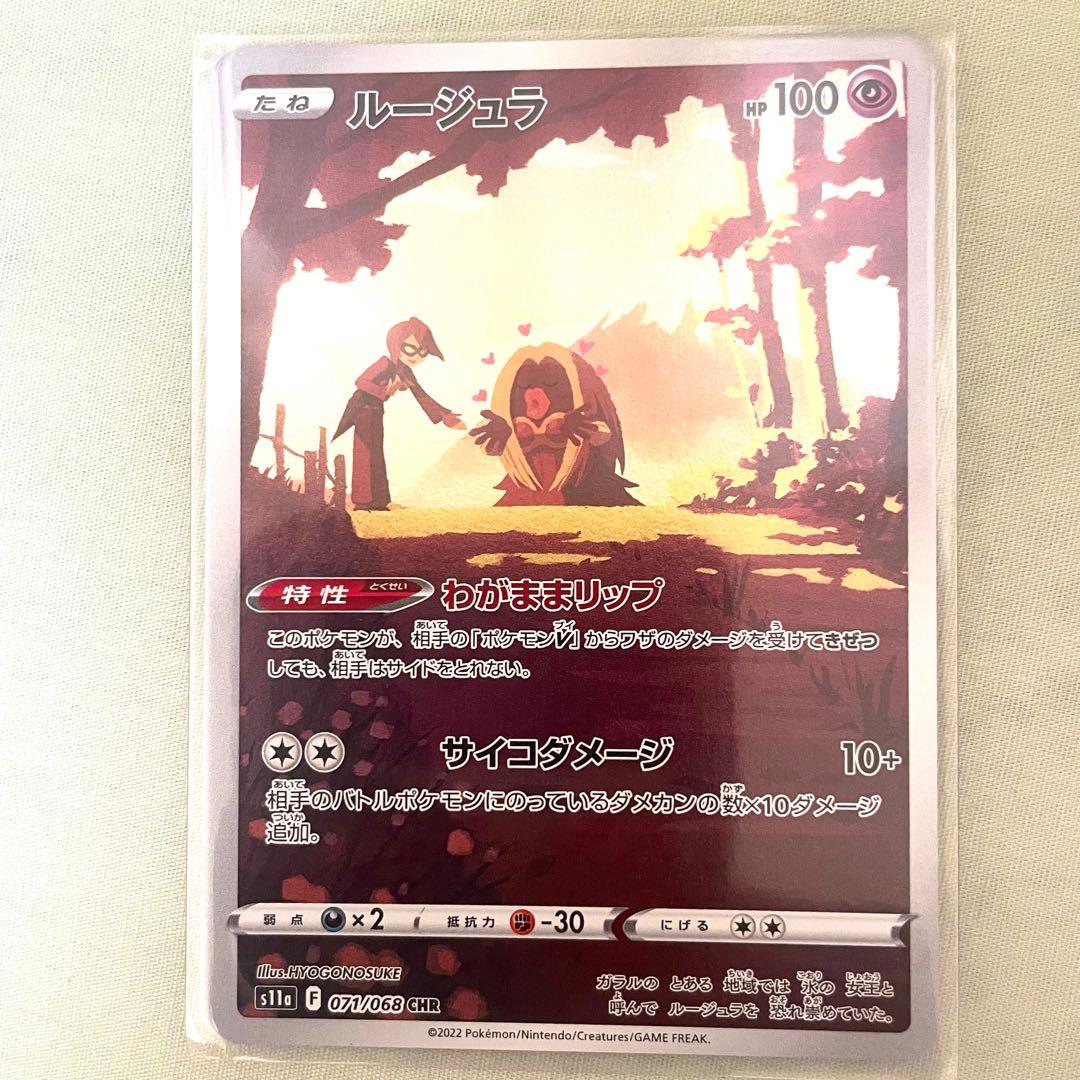 たね ルージュラ HP 100
特性 とくせい わがままリップ
このポケモンが、相手の「ポケモンV」からワザのダメージを受けてきぜつ
しても、相手はサイドをとれない。
サイコダメージ 10+
相手のバトルポケモンにのっているダメカンの数×10ダメージ
追加。
弱点 ×2 抵抗力 -30 にげる
Illus.HYOGONOSUKE
ガラルの とある 地域では 氷の 女王と
s11a F 071/068 CHR
呼んで ルージュラを 恐れ崇めていた。
©2022 Pokémon/Nintendo/Creatures/GAME FREAK.